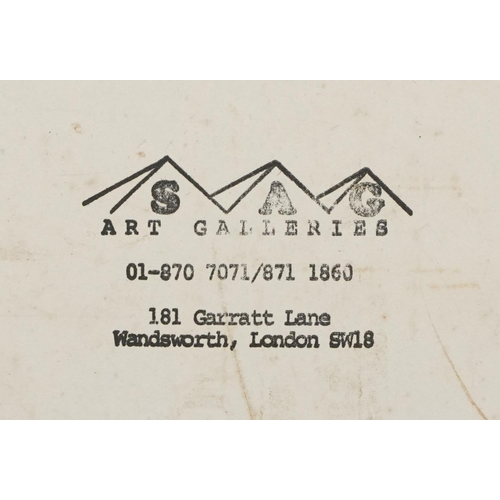 S A G
ART GALLERIES
01-870 7071/871 1860
181 Garratt Lane
Wandsworth, London SW18